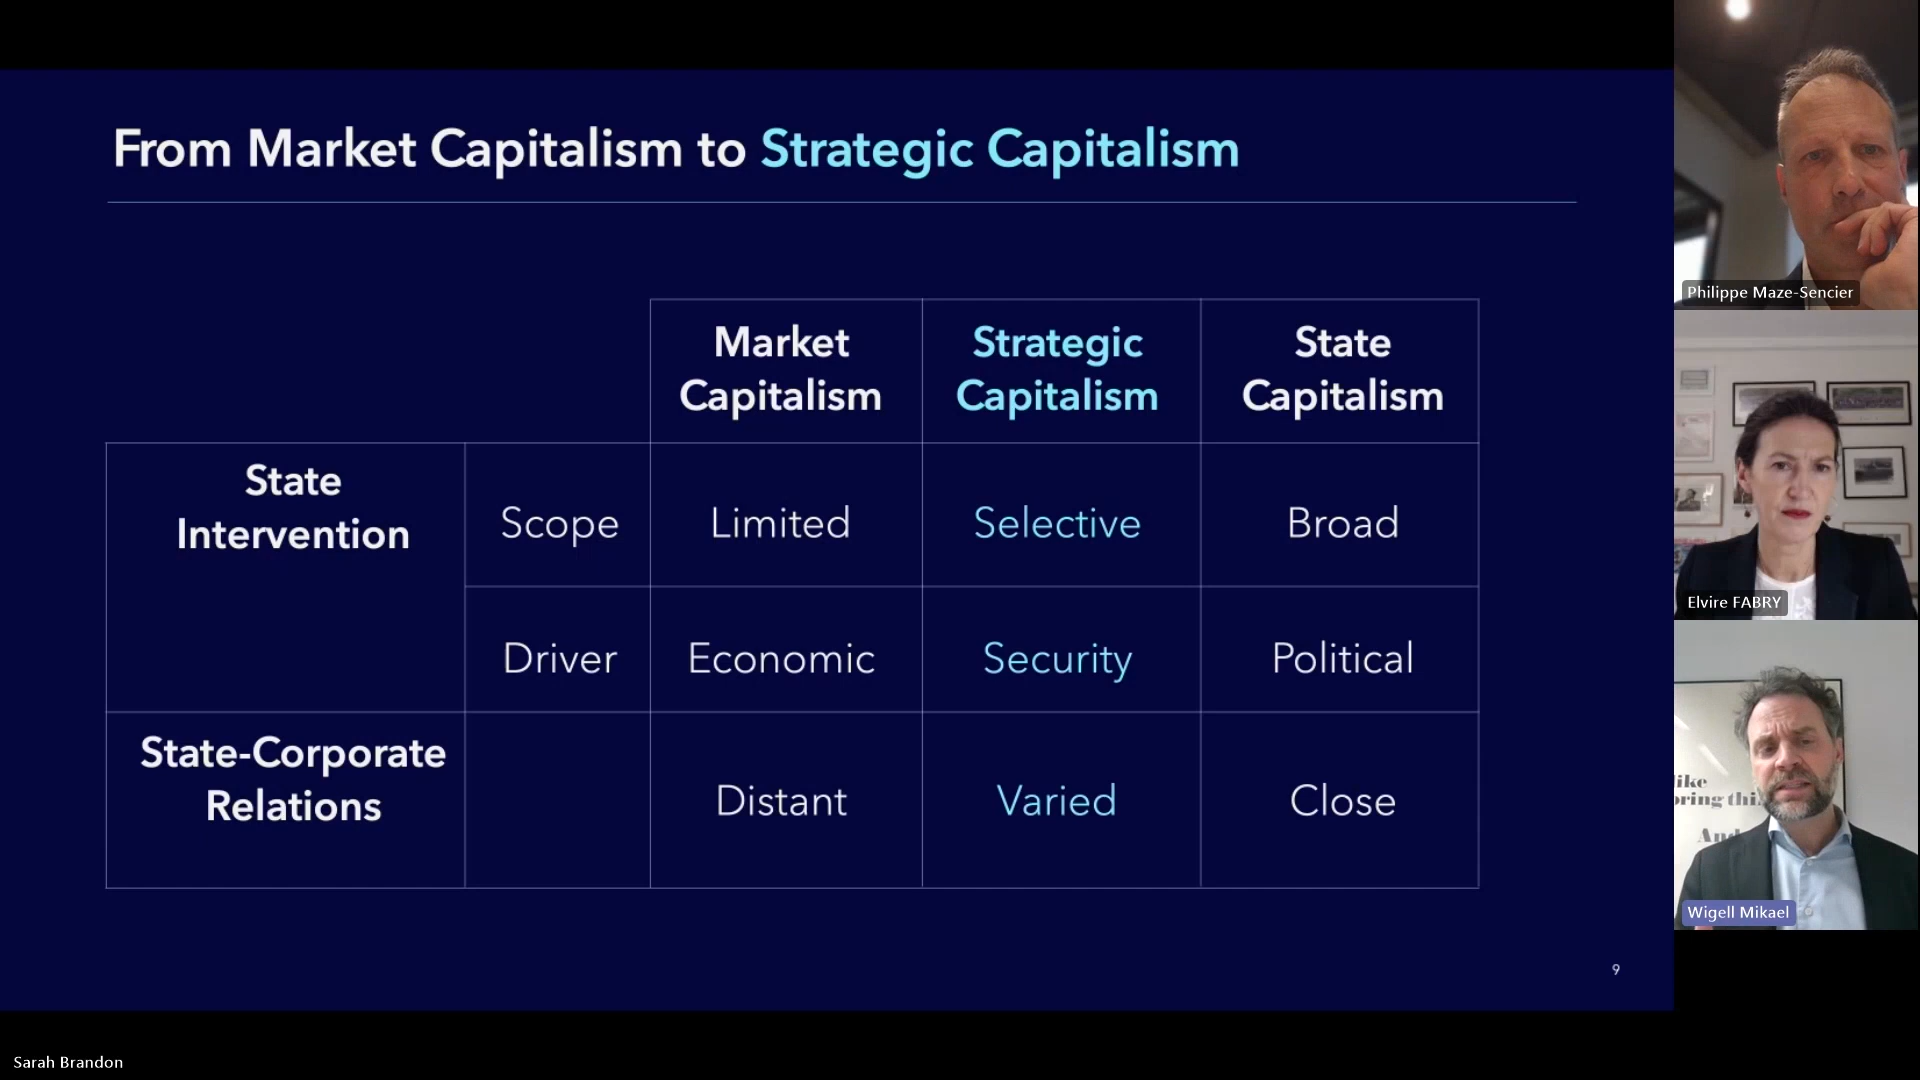 From Market Capitalism to Strategic Capitalism
Market
Capitalism
Strategic
Capitalism
State
Capitalism
State
Intervention
Scope
Limited
Selective
Broad
Driver
Economic
Security
Political
State-Corporate
Relations
Distant
Varied
Close
9
Philippe Maze-Sencier
Elvire FABRY
Wigell Mikael
Sarah Brandon